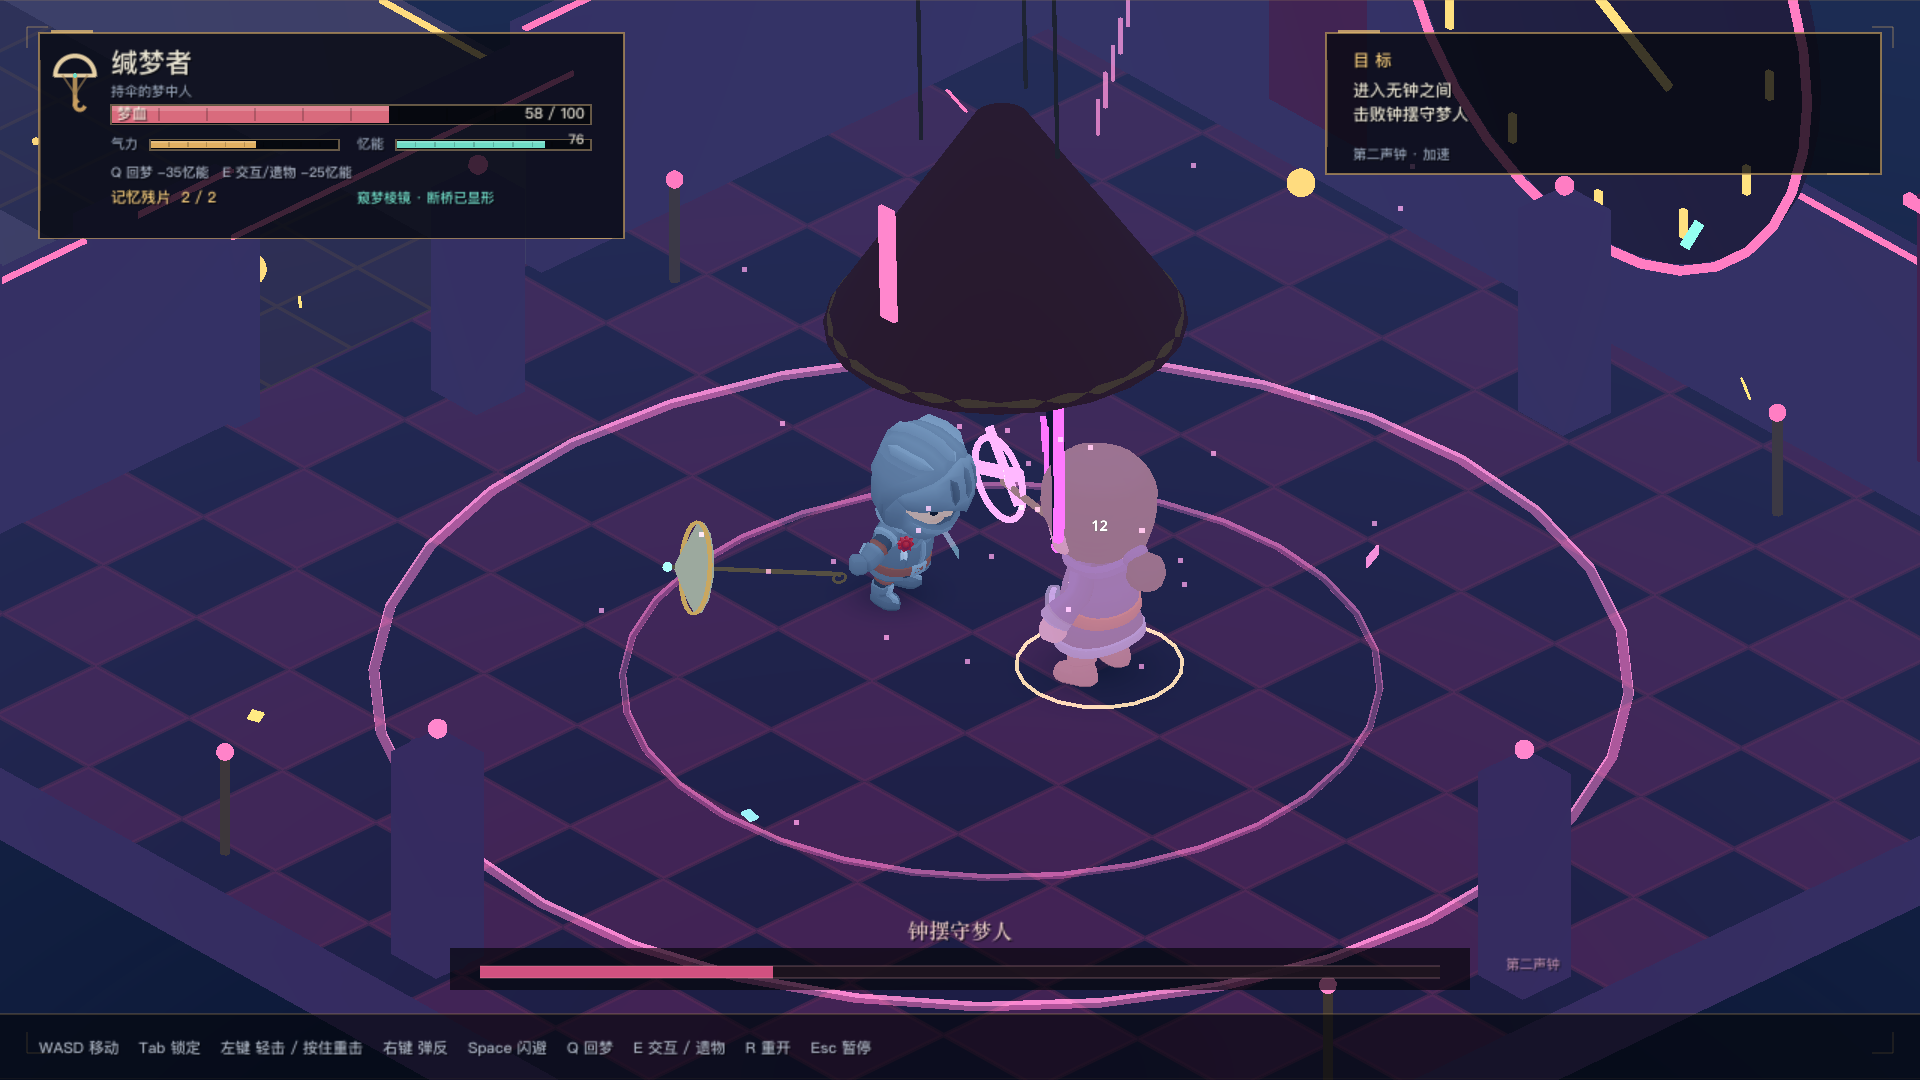 缄梦者
持伞的梦中人
梦血 58 / 100
气力 忆能 76
Q 回梦 -35忆能 E 交互/遗物 -25忆能
记忆残片 2 / 2 窥梦棱镜 · 断桥已显形
目标
进入无钟之间
击败钟摆守梦人
第二声钟 · 加速
12
钟摆守梦人
第二声钟
WASD 移动 Tab 锁定 左键 轻击 / 按住重击 右键 弹反 Space 闪避 Q 回梦 E 交互 / 遗物 R 重开 Esc 暂停